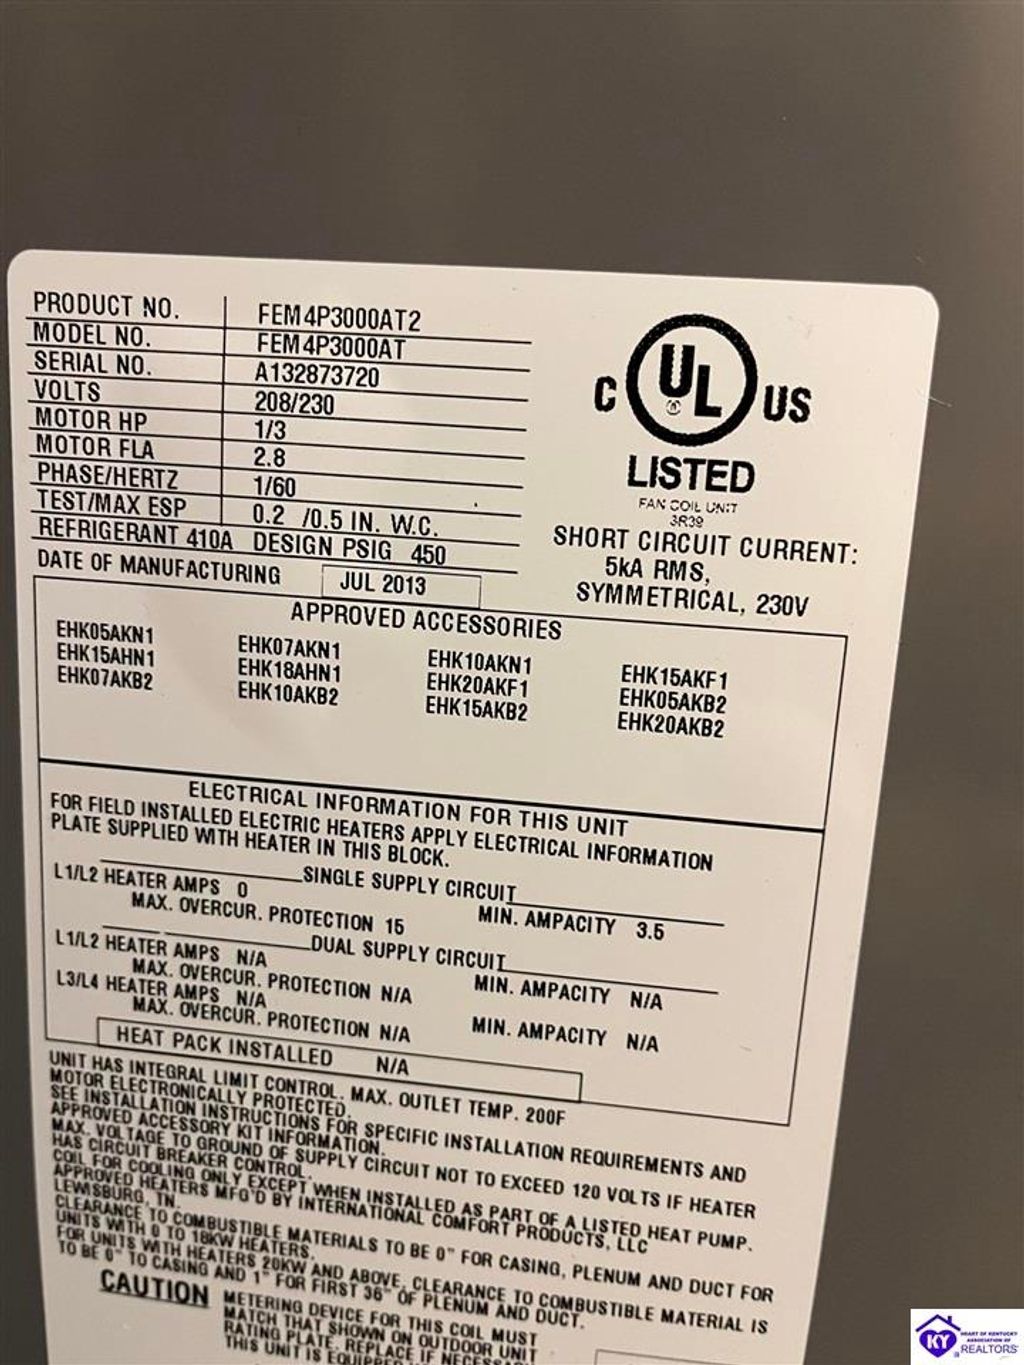 PRODUCT NO. FEM4P3000AT2
MODEL NO. FEM4P3000AT
SERIAL NO. A132873720
VOLTS 208/230
MOTOR HP 1/3
MOTOR FLA 2.8
PHASE/HERTZ 1/60
TEST/MAX ESP 0.2 /0.5 IN. W.C.
REFRIGERANT 410A DESIGN PSIG 450
DATE OF MANUFACTURING JUL 2013
C UL US
LISTED
FAN COIL UNIT
3R39
SHORT CIRCUIT CURRENT:
5kA RMS,
SYMMETRICAL, 230V
APPROVED ACCESSORIES
EHK05AKN1 EHK07AKN1 EHK10AKN1 EHK15AKF1
EHK15AHN1 EHK18AHN1 EHK20AKF1 EHK05AKB2
EHK07AKB2 EHK10AKB2 EHK15AKB2 EHK20AKB2
ELECTRICAL INFORMATION FOR THIS UNIT
FOR FIELD INSTALLED ELECTRIC HEATERS APPLY ELECTRICAL INFORMATION
PLATE SUPPLIED WITH HEATER IN THIS BLOCK.
SINGLE SUPPLY CIRCUIT
L1/L2 HEATER AMPS 0 MIN. AMPACITY 3.5
MAX. OVERCUR. PROTECTION 15
DUAL SUPPLY CIRCUIT
L1/L2 HEATER AMPS N/A MIN. AMPACITY N/A
MAX. OVERCUR. PROTECTION N/A
L3/L4 HEATER AMPS N/A MIN. AMPACITY N/A
MAX. OVERCUR. PROTECTION N/A
HEAT PACK INSTALLED N/A
UNIT HAS INTEGRAL LIMIT CONTROL. MAX. OUTLET TEMP. 200F
MOTOR ELECTRONICALLY PROTECTED.
SEE INSTALLATION INSTRUCTIONS FOR SPECIFIC INSTALLATION REQUIREMENTS AND
APPROVED ACCESSORY KIT INFORMATION.
MAX. VOLTAGE TO GROUND OF SUPPLY CIRCUIT NOT TO EXCEED 120 VOLTS IF HEATER
HAS CIRCUIT BREAKER CONTROL.
COIL FOR COOLING ONLY EXCEPT WHEN INSTALLED AS PART OF A LISTED HEAT PUMP.
APPROVED HEATERS MFG'D BY INTERNATIONAL COMFORT PRODUCTS, LLC
LEWISBURG, TN.
CLEARANCE TO COMBUSTIBLE MATERIALS TO BE 0" FOR CASING, PLENUM AND DUCT FOR
UNITS WITH 0 TO 18KW HEATERS.
FOR UNITS WITH HEATERS 20KW AND ABOVE, CLEARANCE TO COMBUSTIBLE MATERIAL IS
TO BE 0" TO CASING AND 1" FOR FIRST 36" OF PLENUM AND DUCT.
CAUTION METERING DEVICE FOR THIS COIL MUST
MATCH THAT SHOWN ON OUTDOOR UNIT
RATING PLATE. REPLACE IF
THIS UNIT IS
KY
HEART OF KENTUCKY
ASSOCIATION OF
REALTORS